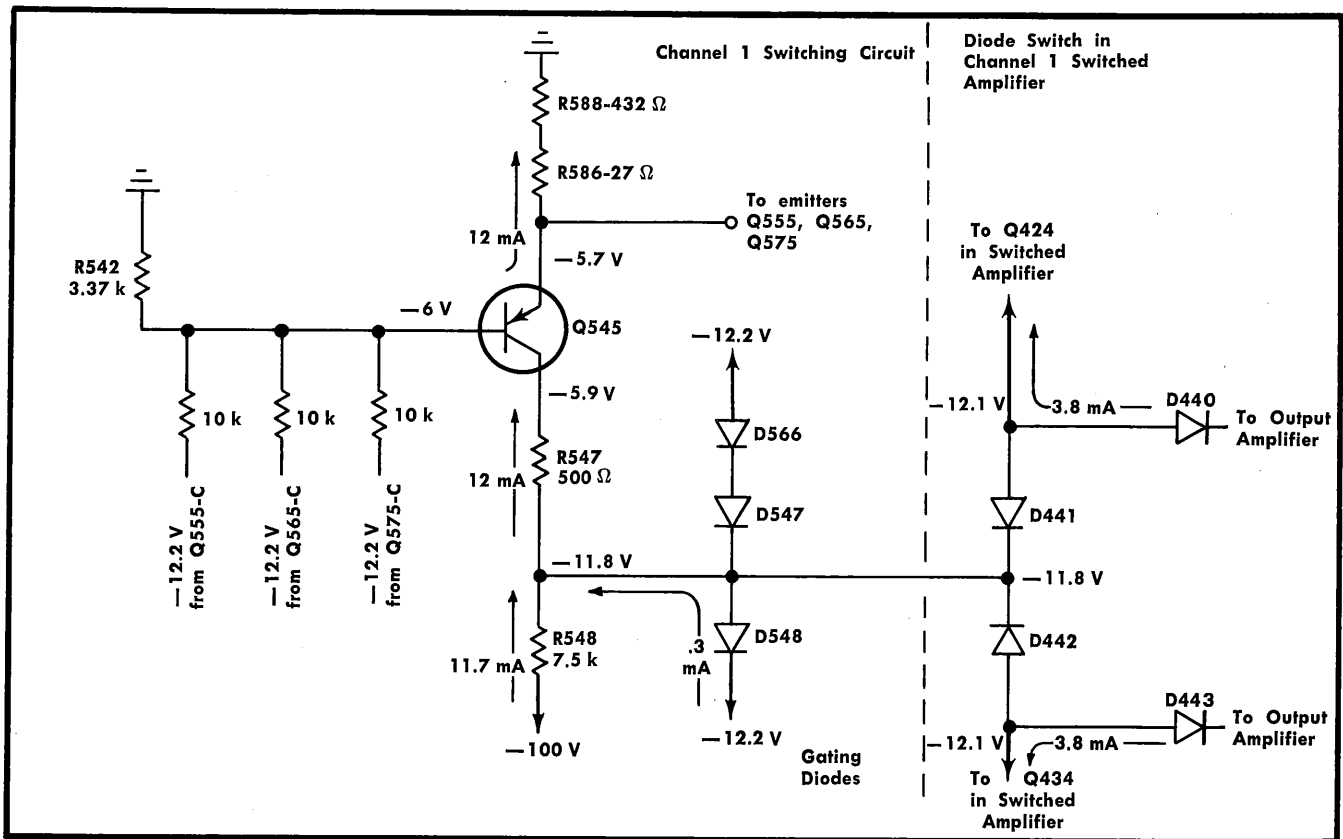 Channel 1 Switching Circuit
Diode Switch in
Channel 1 Switched
Amplifier
R588-432 Ω
R586-27 Ω
To emitters
Q555, Q565,
Q575
12 mA
—5.7 V
R542
3.37 k
—6 V
Q545
—5.9 V
10 k
10 k
10 k
—12.2 V
from Q555-C
—12.2 V
from Q565-C
—12.2 V
from Q575-C
R547
500 Ω
12 mA
—11.8 V
R548
7.5 k
11.7 mA
—100 V
—12.2 V
D566
D547
D548
.3
mA
—12.2 V
Gating
Diodes
To Q424
in Switched
Amplifier
—12.1 V
3.8 mA
D440
To Output
Amplifier
D441
—11.8 V
D442
D443
To Output
Amplifier
—12.1 V
3.8 mA
To Q434
in Switched
Amplifier